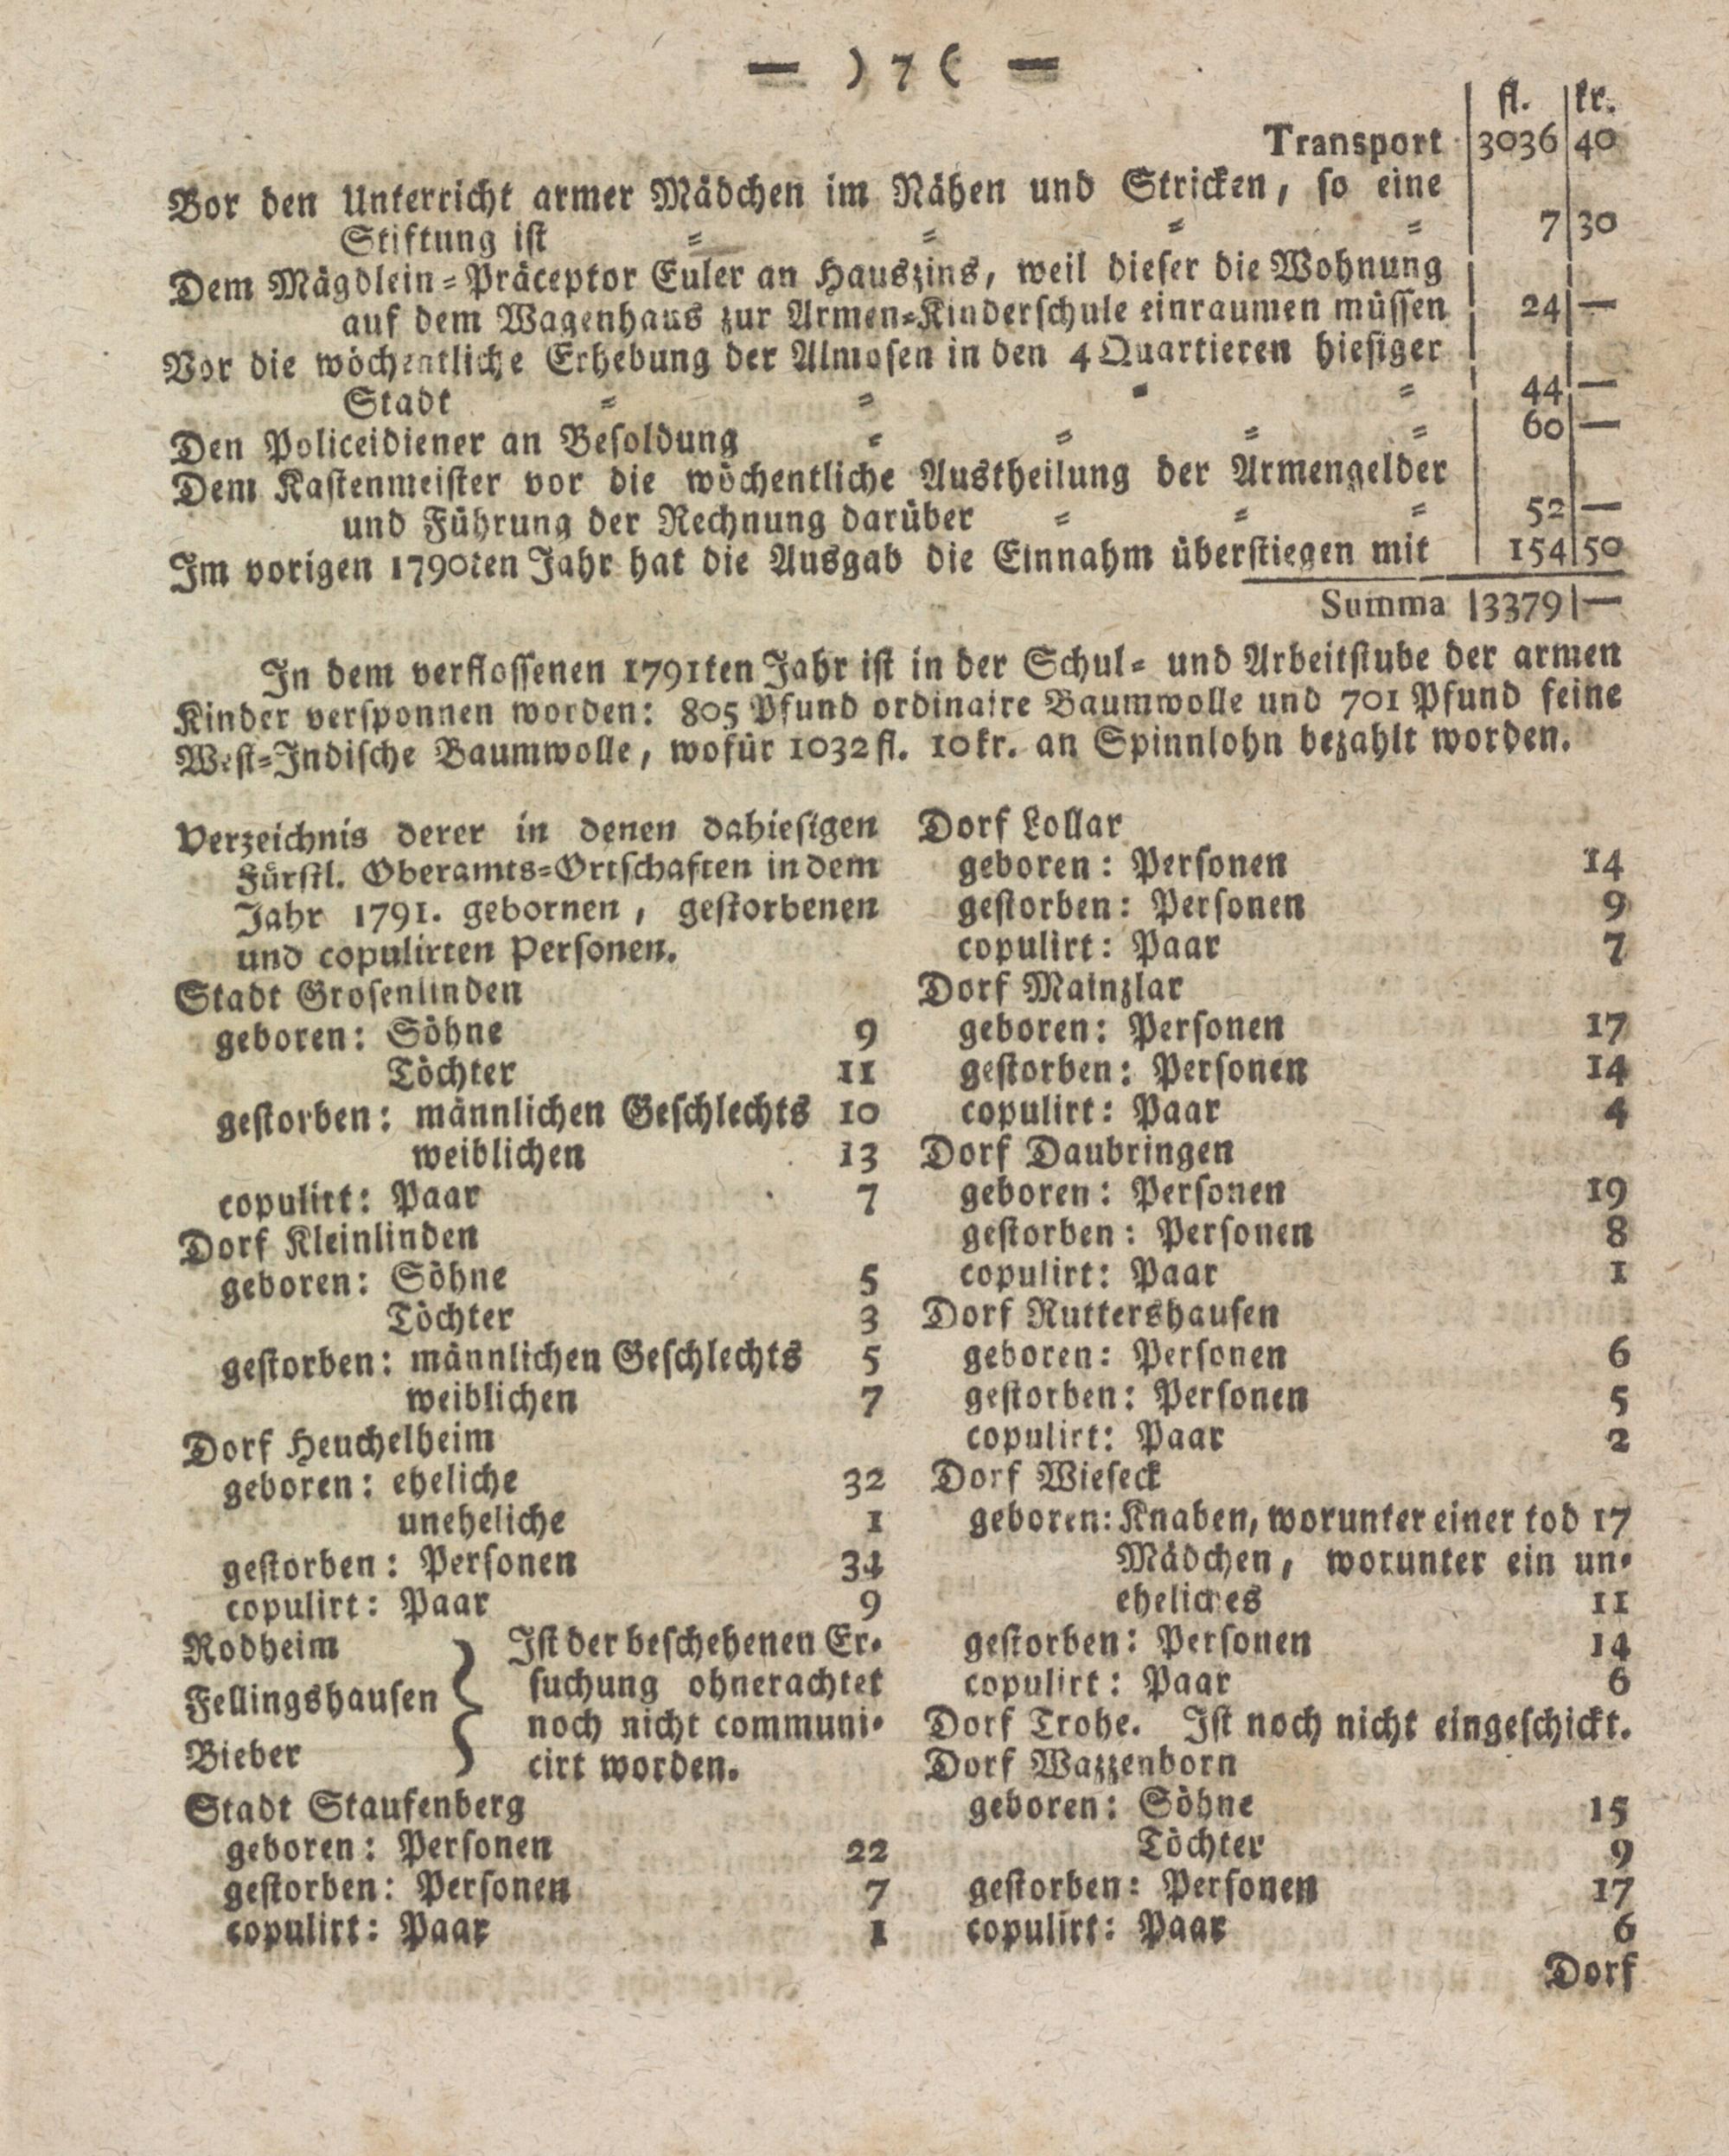 — ) 7 ( —
fl. kr.
Transport 3036 40
Vor den Unterricht armer Mädchen im Nähen und Stricken, so eine
Stiftung ist = = = = 7 30
Dem Mägdlein=Präceptor Euler an Hauszins, weil dieser die Wohnung
auf dem Wagenhaus zur Armen=Kinderschule einraumen müssen 24 —
Vor die wöchentliche Erhebung der Almosen in den 4 Quartieren hiesiger
Stadt = = = = 44 —
Den Policeidiener an Besoldung = = = = 60 —
Dem Kastenmeister vor die wöchentliche Austheilung der Armengelder
und Führung der Rechnung darüber = = = 52 —
Im vorigen 1790ten Jahr hat die Ausgab die Einnahm überstiegen mit 154 50
Summa 3379 —
In dem verflossenen 1791ten Jahr ist in der Schul= und Arbeitstube der armen
Kinder versponnen worden: 805 Pfund ordinaire Baumwolle und 701 Pfund feine
West=Indische Baumwolle, wofür 1032 fl. 10 kr. an Spinnlohn bezahlt worden.
Verzeichnis derer in denen dahiesigen
Fürstl. Oberamts=Ortschaften in dem
Jahr 1791. gebornen, gestorbenen
und copulirten Personen.
Stadt Grosenlinden
geboren: Söhne 9
Töchter 11
gestorben: männlichen Geschlechts 10
weiblichen 13
copulirt: Paar 7
Dorf Kleinlinden
geboren: Söhne 5
Töchter 3
gestorben: männlichen Geschlechts 5
weiblichen 7
Dorf Heuchelheim
geboren: eheliche 32
uneheliche 1
gestorben: Personen 34
copulirt: Paar 9
Rodheim
Fellingshausen
Bieber
Ist der beschehenen Er=
suchung ohnerachtet
noch nicht communi=
cirt worden.
Stadt Staufenberg
geboren: Personen 22
gestorben: Personen 7
copulirt: Paar 1
Dorf Lollar
geboren: Personen 14
gestorben: Personen 9
copulirt: Paar 7
Dorf Mainzlar
geboren: Personen 17
gestorben: Personen 14
copulirt: Paar 4
Dorf Daubringen
geboren: Personen 19
gestorben: Personen 8
copulirt: Paar 1
Dorf Ruttershausen
geboren: Personen 6
gestorben: Personen 5
copulirt: Paar 2
Dorf Wieseck
geboren: Knaben, worunter einer tod 17
Mädchen, worunter ein un=
eheliches 11
gestorben: Personen 14
copulirt: Paar 6
Dorf Trohe. Ist noch nicht eingeschickt.
Dorf Wazzenborn
geboren: Söhne 15
Töchter 9
gestorben: Personen 17
copulirt: Paar 6
Dorf